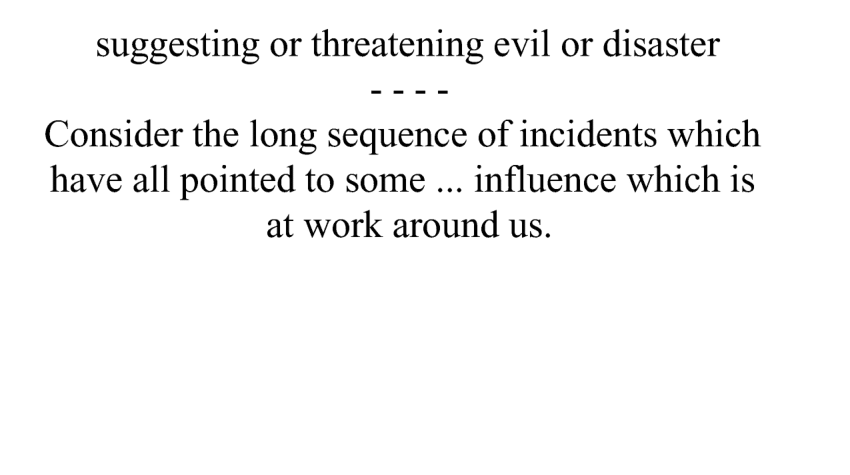 suggesting or threatening evil or disaster
- - - -
Consider the long sequence of incidents which
have all pointed to some ... influence which is
at work around us.